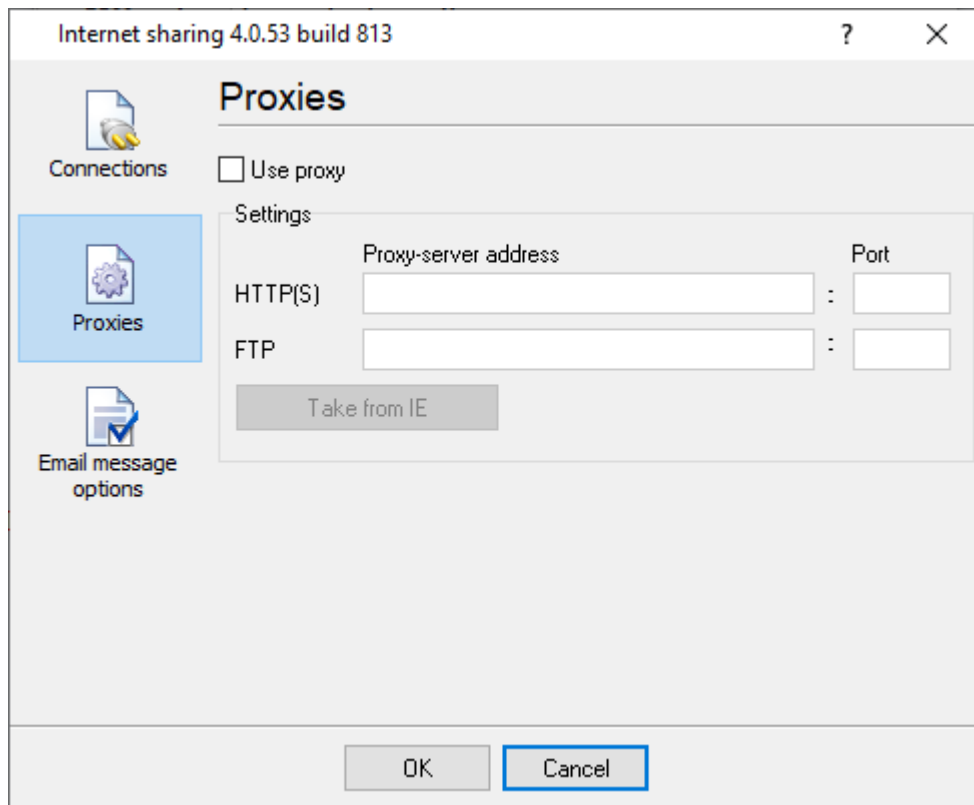 Internet sharing 4.0.53 build 813
?
Connections
Proxies
Email message
options
Proxies
Use proxy
Settings
Proxy-server address Port
HTTP(S) :
FTP :
Take from IE
OK Cancel